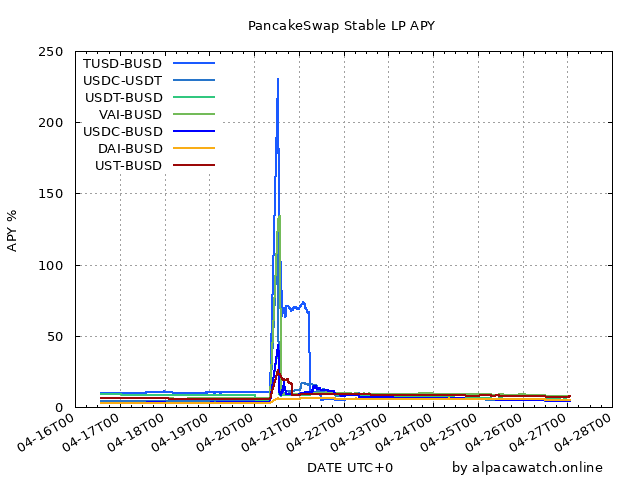 PancakeSwap Stable LP APY
250
200
150
100
50
0
APY %
TUSD-BUSD
USDC-USDT
USDT-BUSD
VAI-BUSD
USDC-BUSD
DAI-BUSD
UST-BUSD
04-16T00
04-17T00
04-18T00
04-19T00
04-20T00
04-21T00
04-22T00
04-23T00
04-24T00
04-25T00
04-26T00
04-27T00
04-28T00
DATE UTC+0
by alpacawatch.online